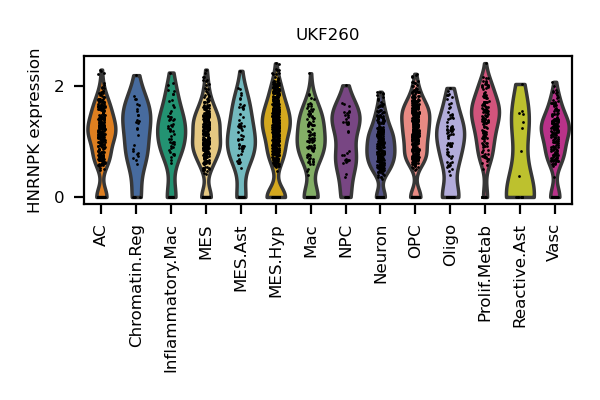 UKF260
HNRNPK expression
2
0
AC
Chromatin.Reg
Inflammatory.Mac
MES
MES.Ast
MES.Hyp
Mac
NPC
Neuron
OPC
Oligo
Prolif.Metab
Reactive.Ast
Vasc